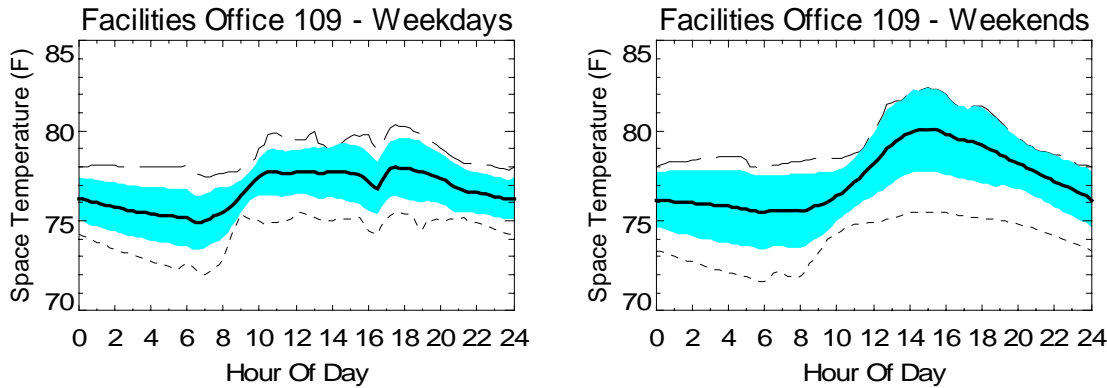 Facilities Office 109 - Weekdays
Space Temperature (F)
85
80
75
70
0 2 4 6 8 10 12 14 16 18 20 22 24
Hour Of Day
Facilities Office 109 - Weekends
Space Temperature (F)
85
80
75
70
0 2 4 6 8 10 12 14 16 18 20 22 24
Hour Of Day